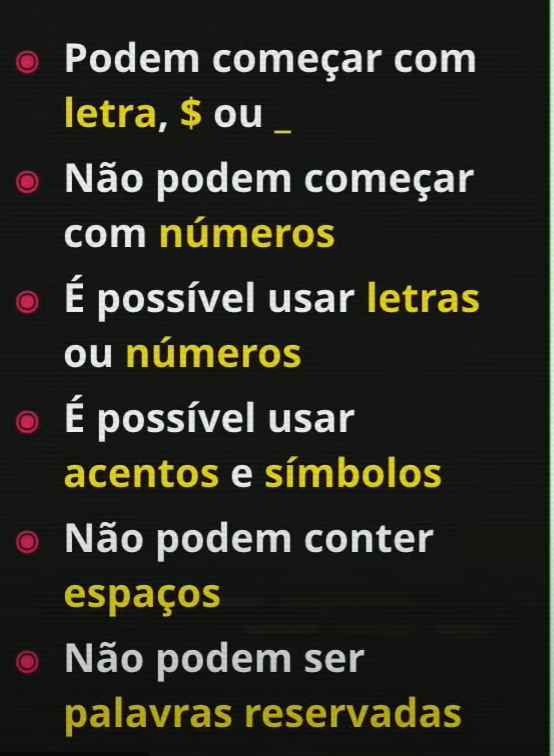 Podem começar com
letra, $ ou _
Não podem começar
com números
É possível usar letras
ou números
É possível usar
acentos e símbolos
Não podem conter
espaços
Não podem ser
palavras reservadas